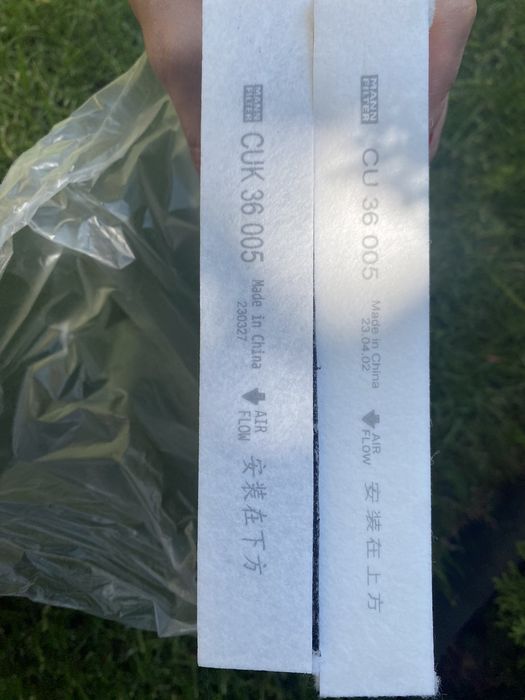 MANN
FILTER
CUK 36 005
Made in China
230327
AIR
FLOW
安装在下方
MANN
FILTER
CU 36 005
Made in China
23.04.02
AIR
FLOW
安装在上方